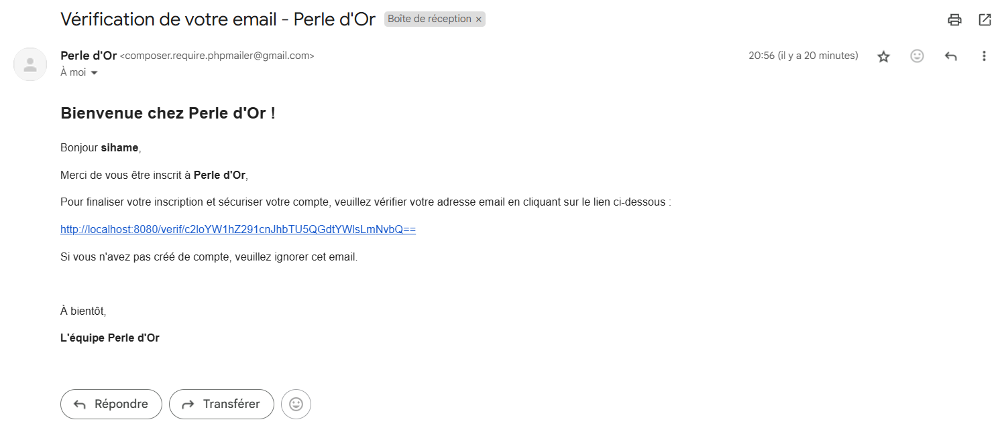 Vérification de votre email - Perle d'Or Boîte de réception ×
Perle d'Or <composer.require.phpmailer@gmail.com> 20:56 (il y a 20 minutes)
À moi
Bienvenue chez Perle d'Or !
Bonjour sihame,
Merci de vous être inscrit à Perle d'Or,
Pour finaliser votre inscription et sécuriser votre compte, veuillez vérifier votre adresse email en cliquant sur le lien ci-dessous :
http://localhost:8080/verif/c2loYW1hZ291cnJhbTU5QGdtYWlsLmNvbQ==
Si vous n'avez pas créé de compte, veuillez ignorer cet email.
À bientôt,
L'équipe Perle d'Or
Répondre Transférer